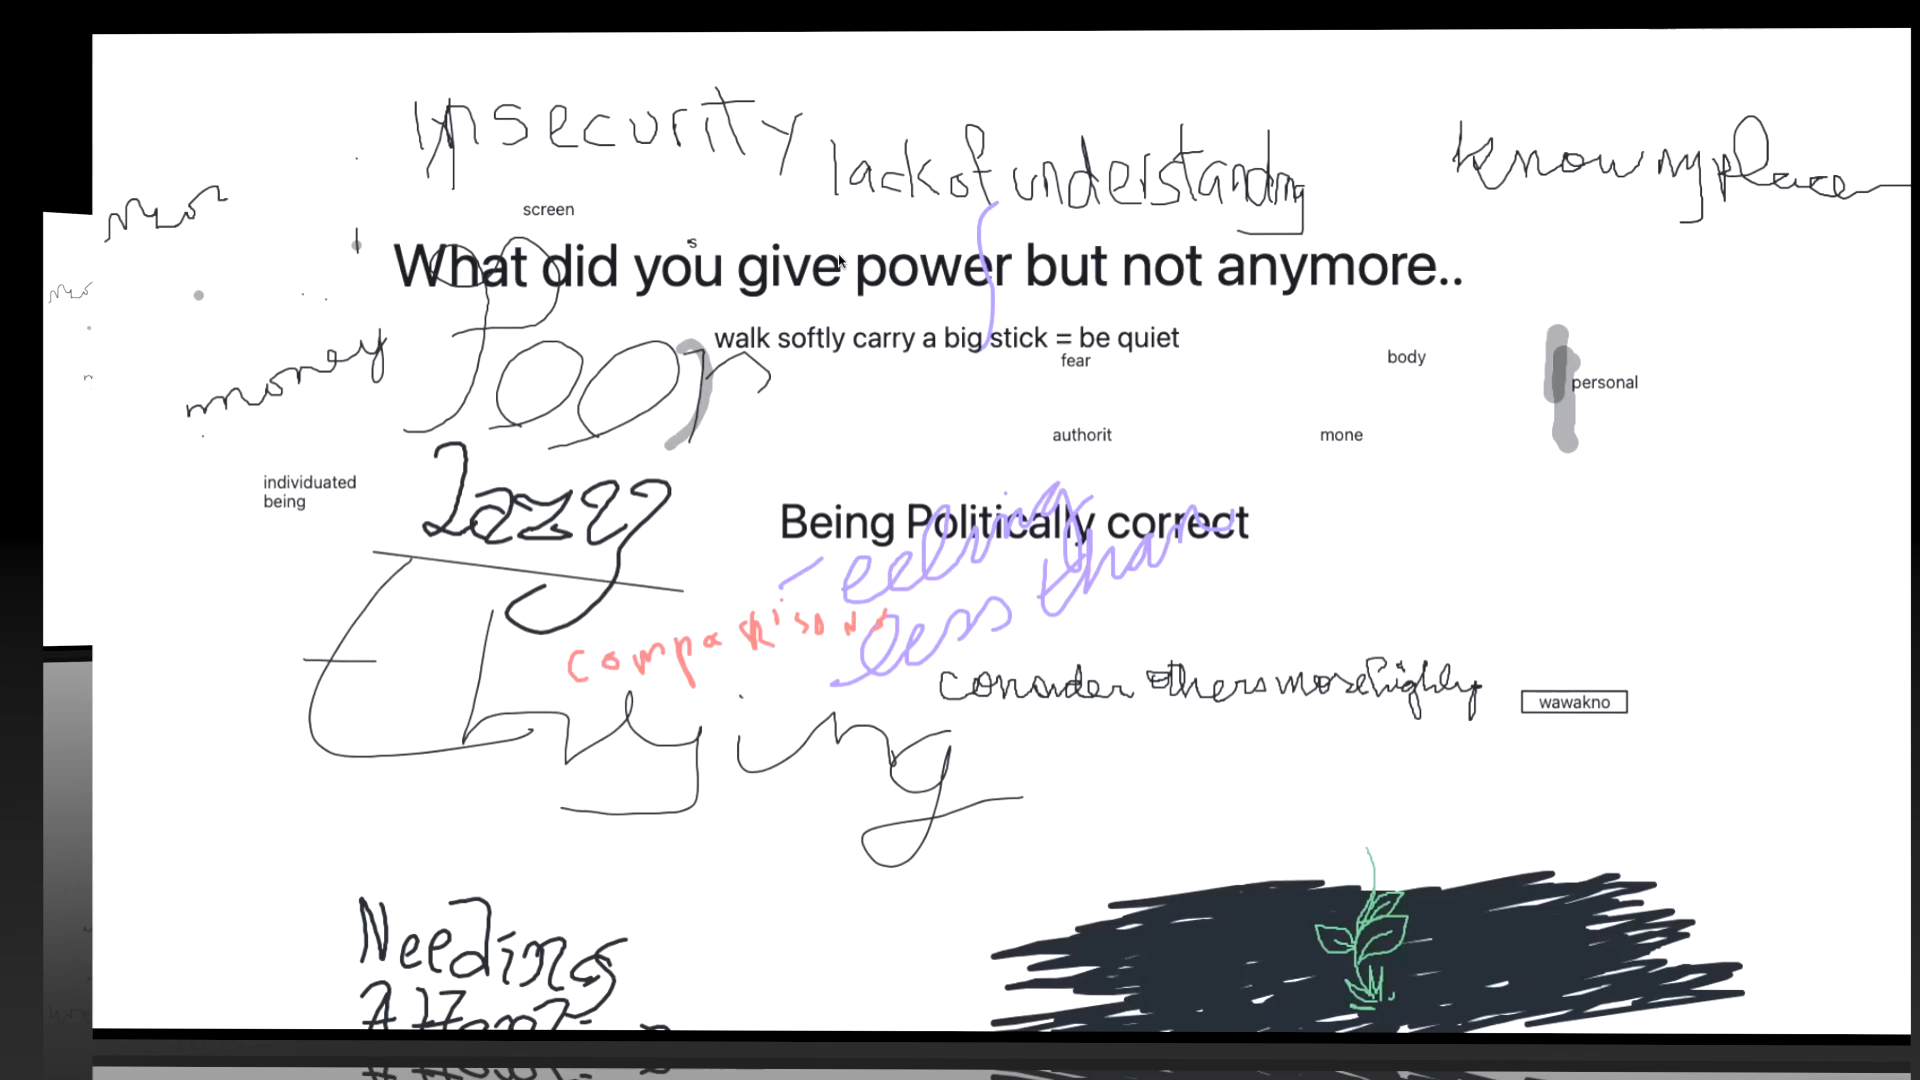 Insecurity
lack of understanding
know my place
screen
s
What did you give power but not anymore..
walk softly carry a big stick = be quiet
fear
body
money
Poor
personal
authorit
mone
individuated
being
Lazy
Being Politically correct
Feeling
less than
Comparisons
trying
consider others more highly
wawakno
Needing